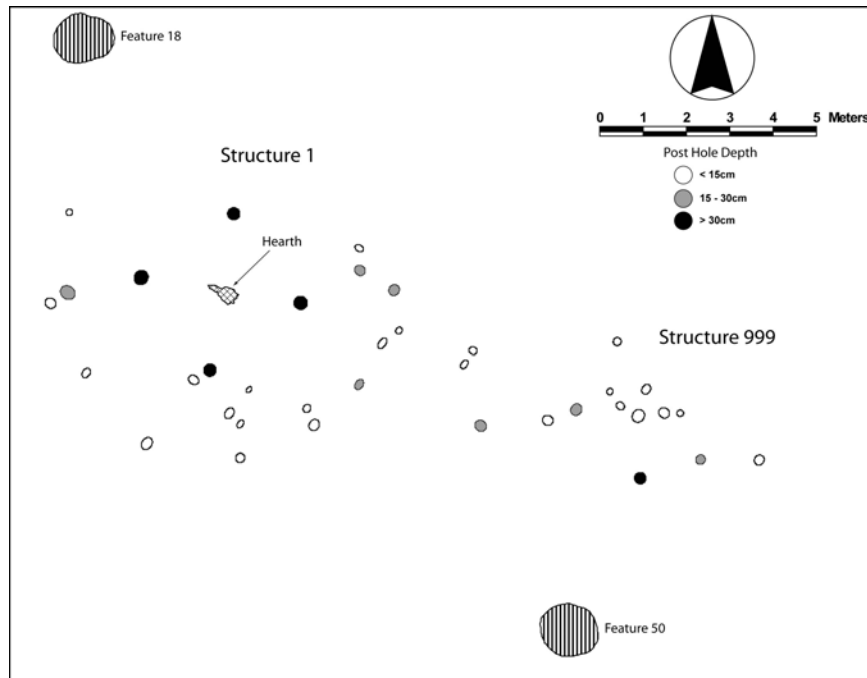 Feature 18
0 1 2 3 4 5 Meters
Post Hole Depth
< 15cm
15 - 30cm
> 30cm
Structure 1
Hearth
Structure 999
Feature 50